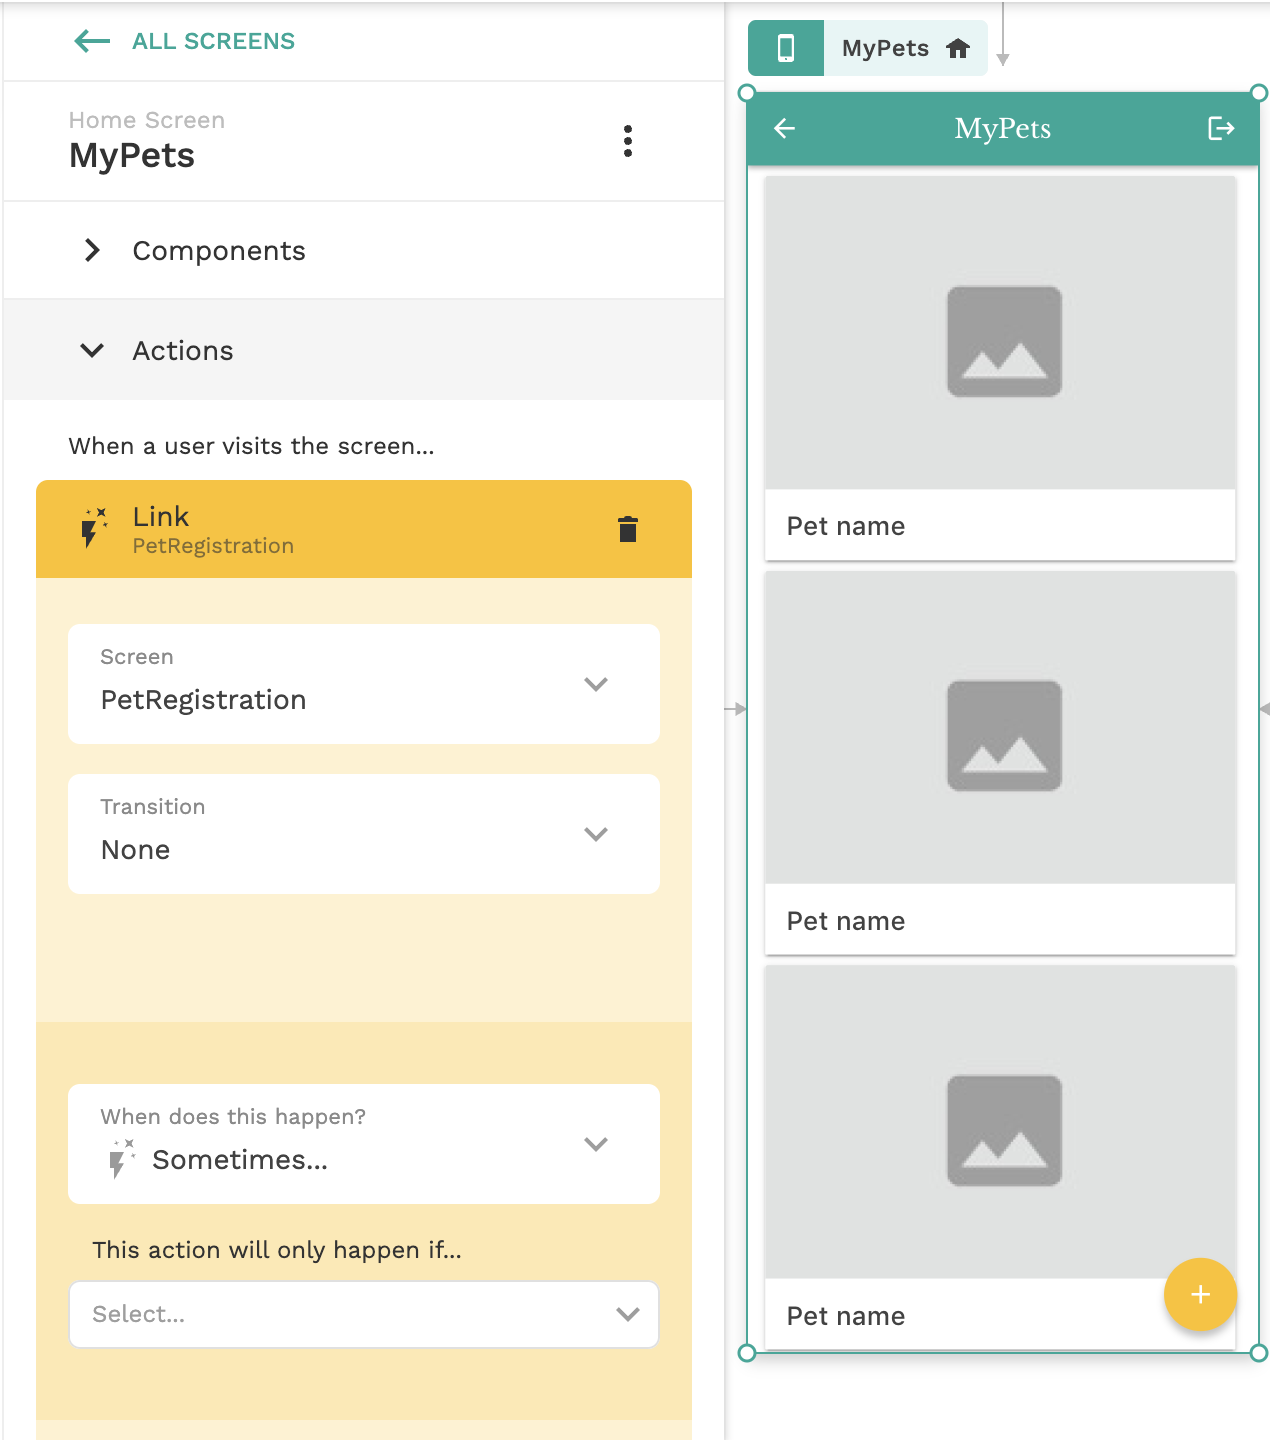 ALL SCREENS
Home Screen
MyPets
Components
Actions
When a user visits the screen...
Link
PetRegistration
Screen
PetRegistration
Transition
None
When does this happen?
Sometimes...
This action will only happen if...
Select...
MyPets
MyPets
Pet name
Pet name
Pet name